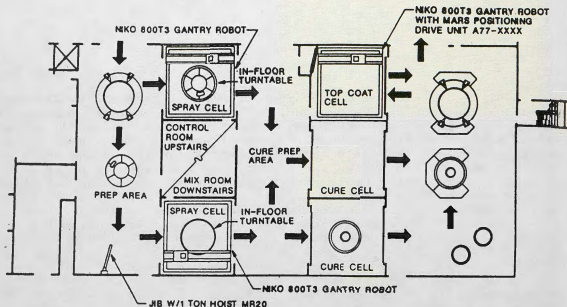 NIKO 800T3 GANTRY ROBOT
NIKO 800T3 GANTRY ROBOT
WITH MARS POSITIONING
DRIVE UNIT A77-XXXX
IN-FLOOR
TURNTABLE
SPRAY CELL
TOP COAT
CELL
CONTROL
ROOM
UPSTAIRS
CURE PREP
AREA
PREP AREA
MIX ROOM
DOWNSTAIRS
CURE CELL
SPRAY CELL
IN-FLOOR
TURNTABLE
CURE CELL
NIKO 800T3 GANTRY ROBOT
JIB W/1 TON HOIST MR20